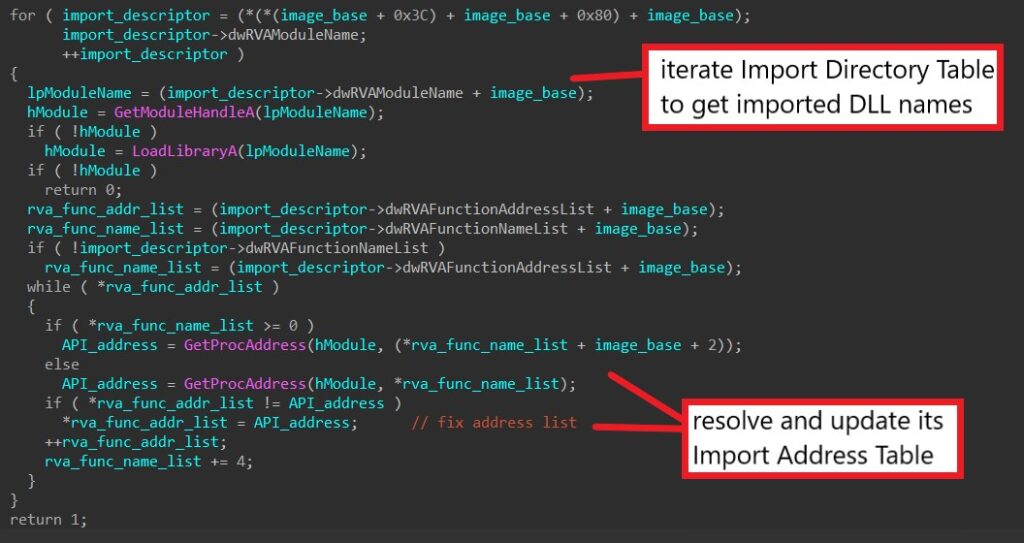 for ( import_descriptor = (*(*(image_base + 0x3C) + image_base + 0x80) + image_base);
import_descriptor->dwRVAModuleName;
++import_descriptor )
{
lpModuleName = (import_descriptor->dwRVAModuleName + image_base);
hModule = GetModuleHandleA(lpModuleName);
if ( !hModule )
hModule = LoadLibraryA(lpModuleName);
if ( !hModule )
return 0;
rva_func_addr_list = (import_descriptor->dwRVAFunctionAddressList + image_base);
rva_func_name_list = (import_descriptor->dwRVAFunctionNameList + image_base);
if ( !import_descriptor->dwRVAFunctionNameList )
rva_func_name_list = (import_descriptor->dwRVAFunctionAddressList + image_base);
while ( *rva_func_addr_list )
{
if ( *rva_func_name_list >= 0 )
API_address = GetProcAddress(hModule, (*rva_func_name_list + image_base + 2));
else
API_address = GetProcAddress(hModule, *rva_func_name_list);
if ( *rva_func_addr_list != API_address )
*rva_func_addr_list = API_address; // fix address list
++rva_func_addr_list;
rva_func_name_list += 4;
}
}
return 1;
iterate Import Directory Table
to get imported DLL names
resolve and update its
Import Address Table